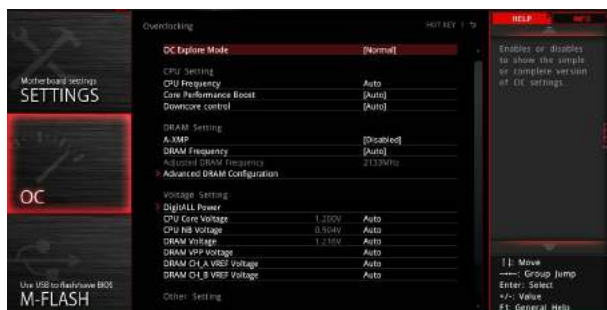 Overclocking
HOT KEY
HELP
INFO
OC Explore Mode [Normal]
Enables or disables
to show the simple
or complete version
of OC settings.
CPU Setting
CPU Frequency Auto
Core Performance Boost [Auto]
Downcore control [Auto]
Motherboard settings
SETTINGS
DRAM Setting
A-XMP [Disabled]
DRAM Frequency [Auto]
Adjusted DRAM Frequency 2133MHz
Advanced DRAM Configuration
OC
Voltage Setting
DigitALL Power
CPU Core Voltage 1.200V Auto
CPU NB Voltage 0.904V Auto
DRAM Voltage 1.216V Auto
DRAM VPP Voltage Auto
DRAM CH_A VREF Voltage Auto
DRAM CH_B VREF Voltage Auto
Other Setting
Use USB to flash/save BIOS
M-FLASH
Move
Group Jump
Enter: Select
+/-: Value
F1: General Help